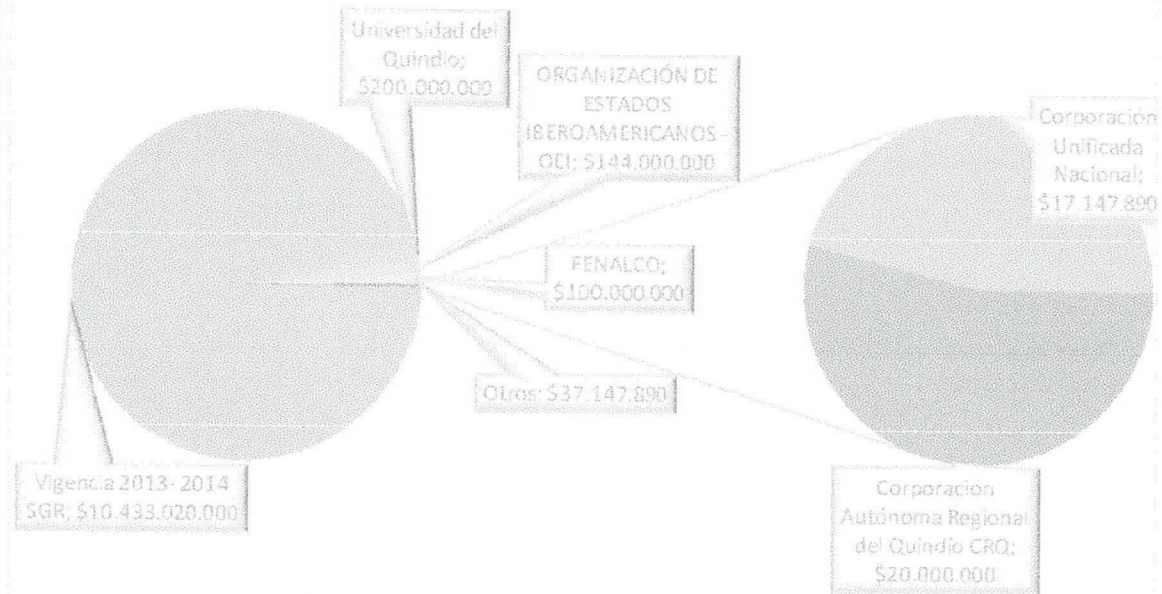 Universidad del
Quindío;
$200.000.000
ORGANIZACIÓN DE
ESTADOS
IBEROAMERICANOS -
OEI; $144.000.000
Corporación
Unificada
Nacional;
$17.147.890
FENALCO;
$100.000.000
Otros; $37.147.890
Vigencia 2013- 2014
SGR; $10.433.020.000
Corporación
Autónoma Regional
del Quindío CRQ;
$20.000.000